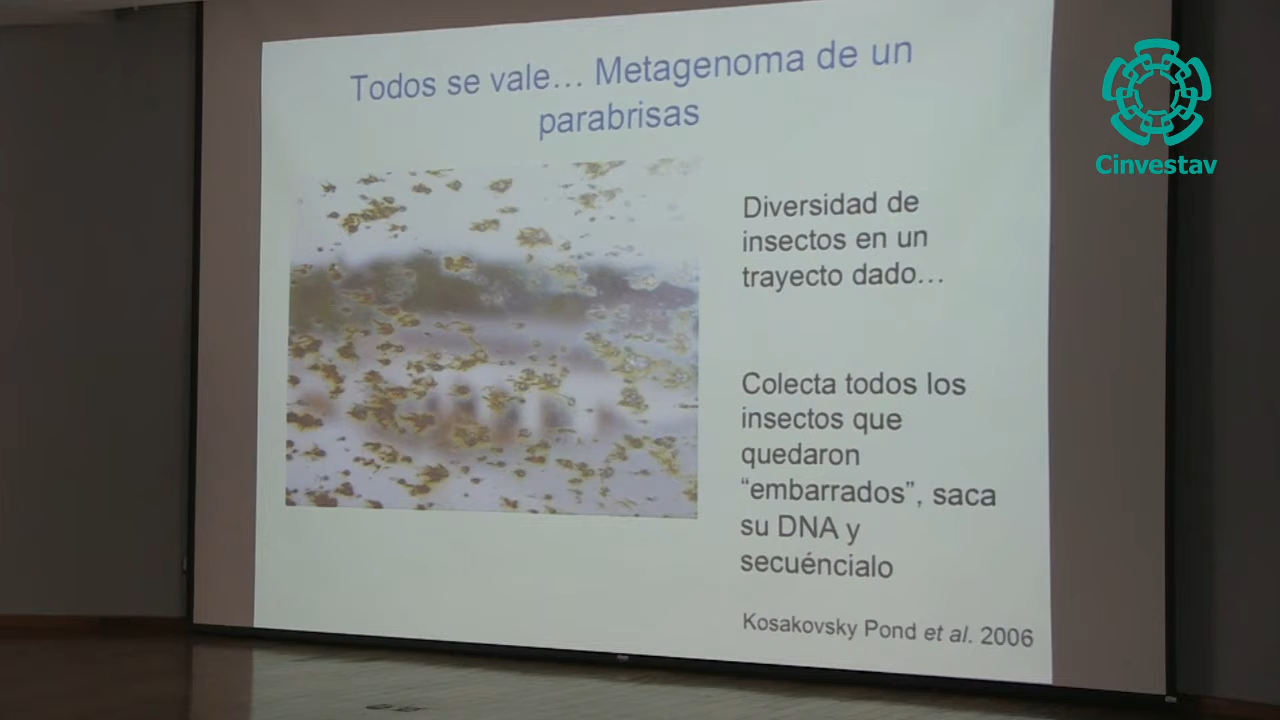 Todos se vale... Metagenoma de un
parabrisas
Cinvestav
Diversidad de
insectos en un
trayecto dado...
Colecta todos los
insectos que
quedaron
“embarrados”, saca
su DNA y
secuéncialo
Kosakovsky Pond et al. 2006